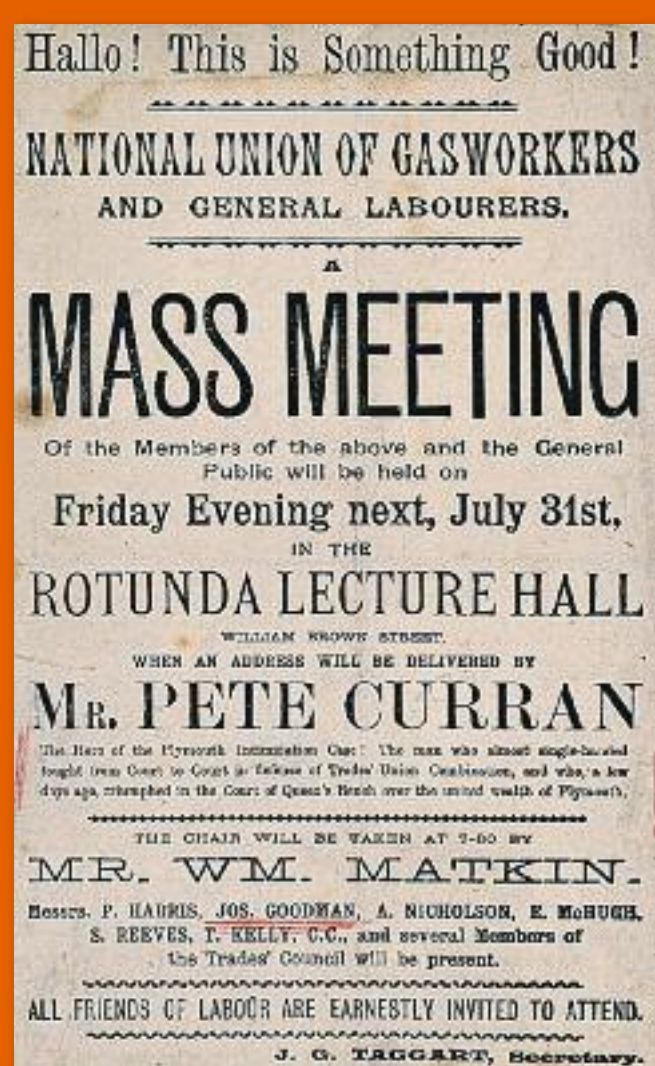 Hallo! This is Something Good!
NATIONAL UNION OF GASWORKERS
AND GENERAL LABOURERS.
A
MASS MEETING
Of the Members of the above and the General
Public will be held on
Friday Evening next, July 31st,
IN THE
ROTUNDA LECTURE HALL
WILLIAM BROWN STREET.
WHEN AN ADDRESS WILL BE DELIVERED BY
MR. PETE CURRAN
The Hero of the Plymouth Intimidation Case! The man who almost single-handed
fought from Court to Court in defense of Trades' Union Combination, and who, a few
days ago, triumphed in the Court of Queen's Bench over the united wealth of Plymouth.
THE CHAIR WILL BE TAKEN AT 7-30 BY
MR. WM. MATKIN.
Messrs. P. HARRIS, JOS. GOODMAN, A. NICHOLSON, E. McHUGH,
S. REEVES, T. KELLY, C.C., and several Members of
the Trades' Council will be present.
ALL FRIENDS OF LABOUR ARE EARNESTLY INVITED TO ATTEND.
J. G. TAGGART, Secretary.